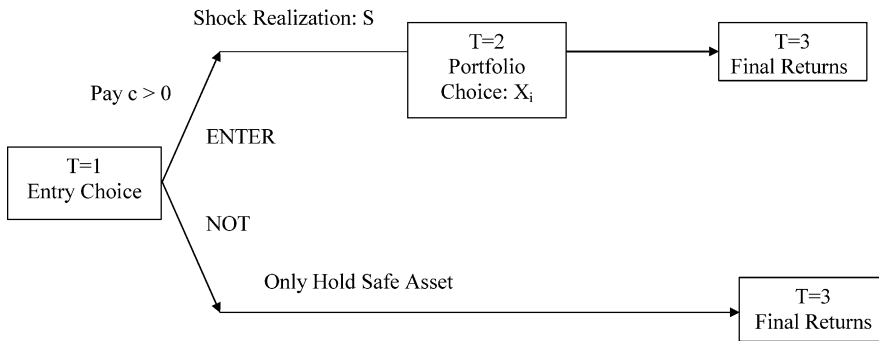 Shock Realization: S
T=2
Portfolio
Choice: Xi
T=3
Final Returns
Pay c > 0
ENTER
T=1
Entry Choice
NOT
Only Hold Safe Asset
T=3
Final Returns